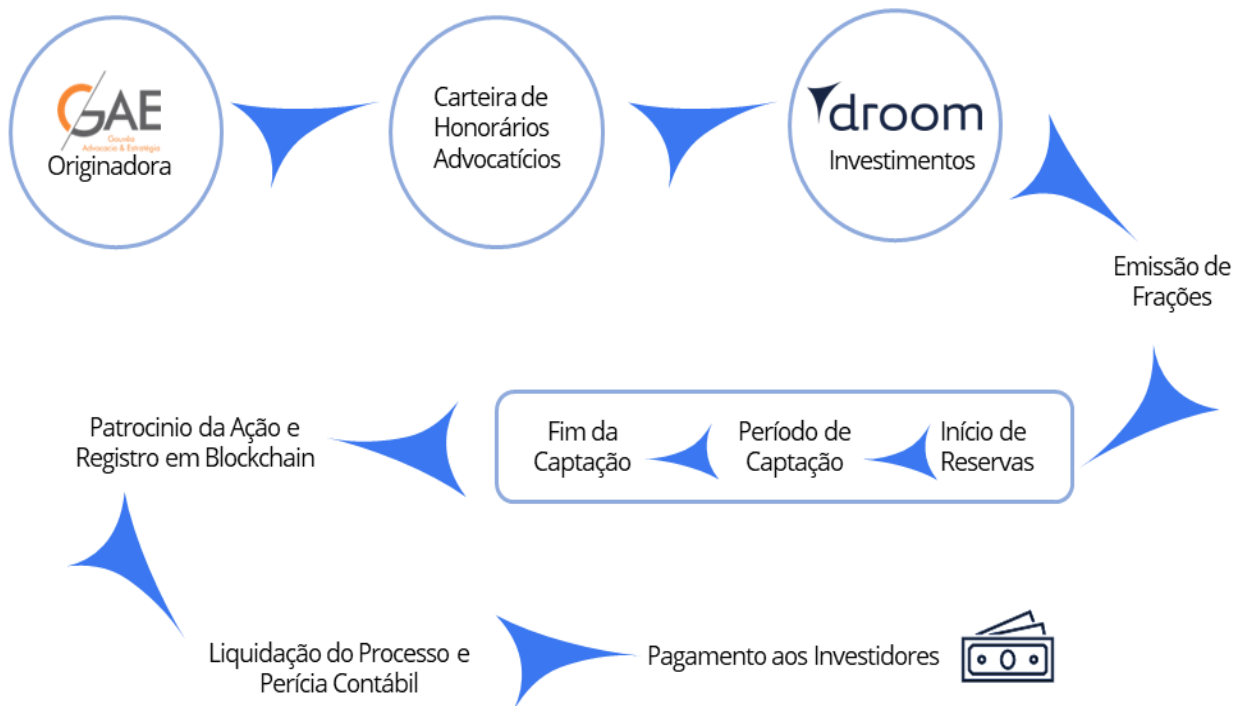 GAE
Gouvêa
Advocacia & Estratégia
Originadora
Carteira de
Honorários
Advocatícios
droom
Investimentos
Emissão de
Frações
Início de
Reservas
Período de
Captação
Fim da
Captação
Patrocinio da Ação e
Registro em Blockchain
Liquidação do Processo e
Perícia Contábil
Pagamento aos Investidores